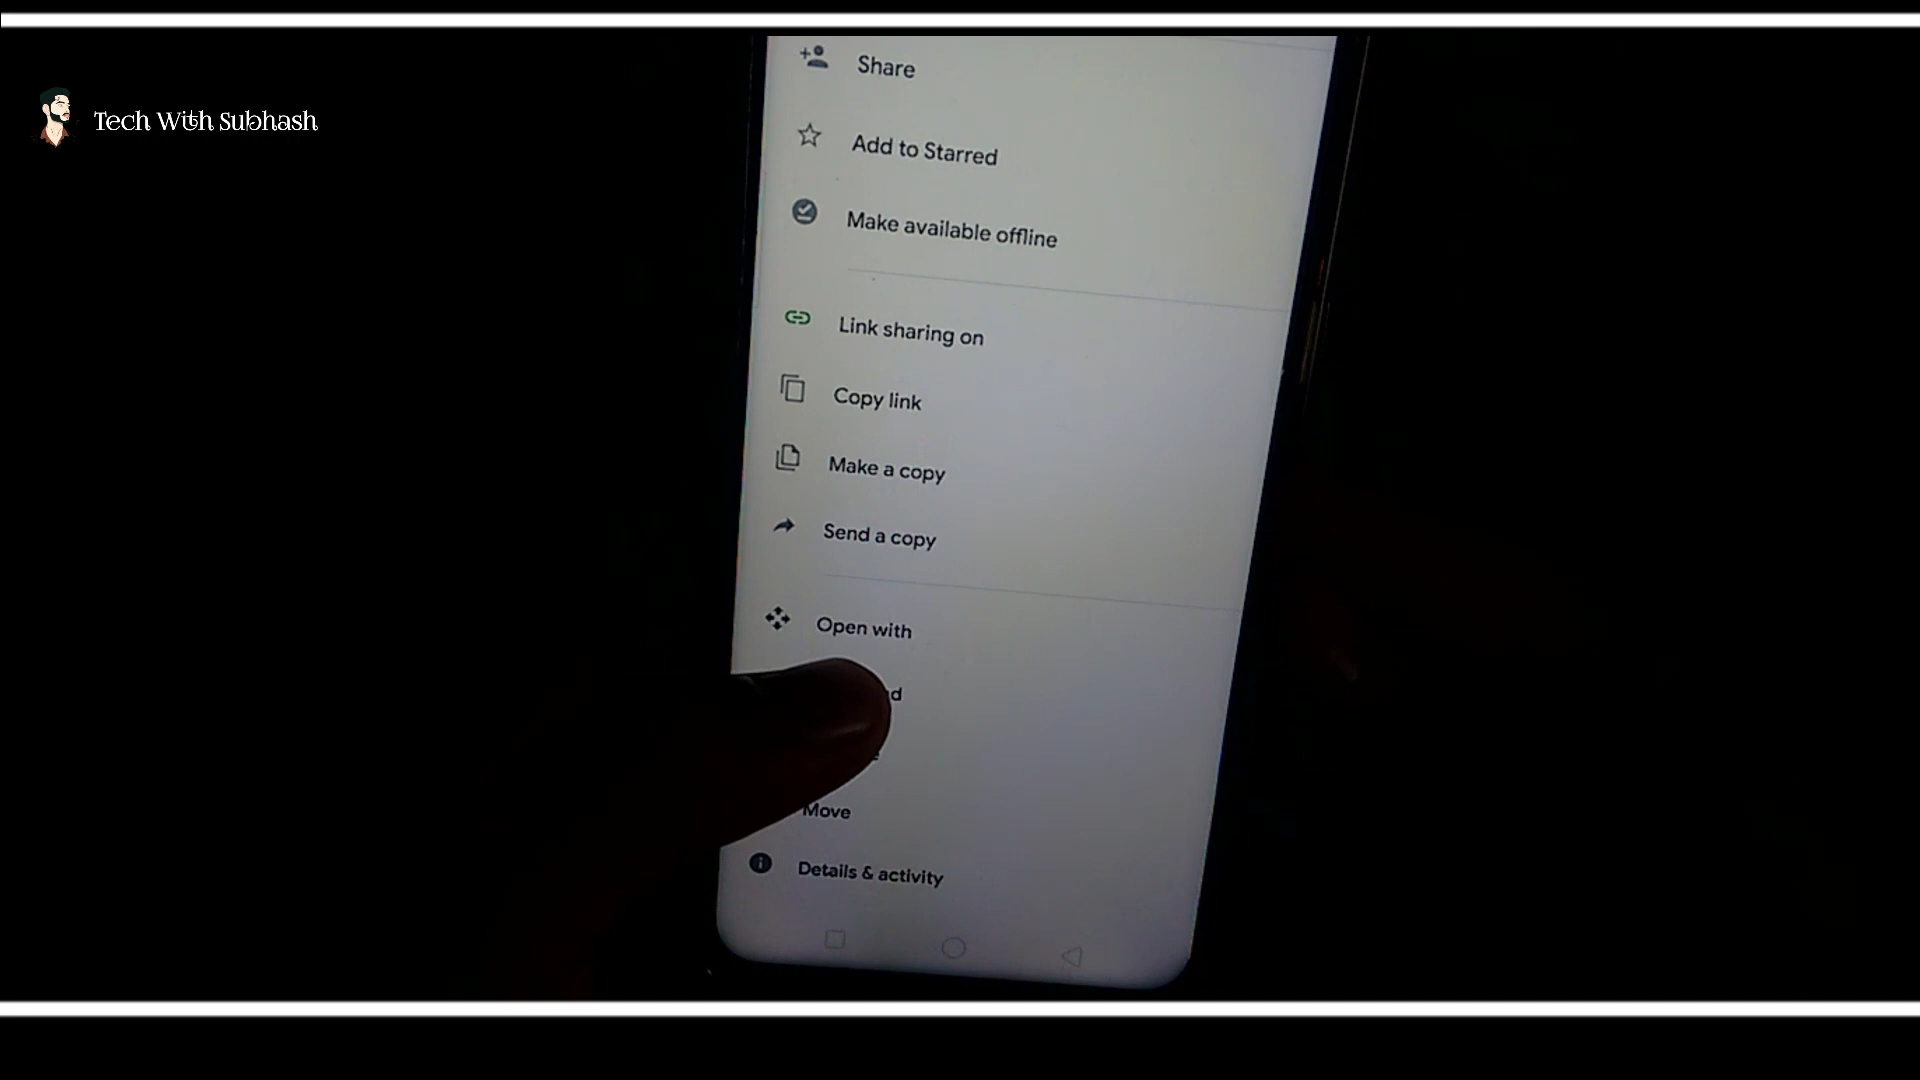 Share
Tech With Subhash
Add to Starred
Make available offline
Link sharing on
Copy link
Make a copy
Send a copy
Open with
Move
Details & activity